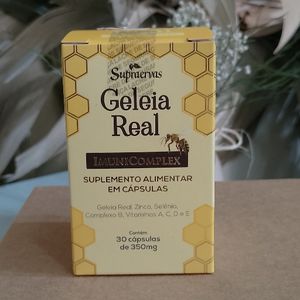 Supraervas
Geleia
Real
IMUNICOMPLEX
SUPLEMENTO ALIMENTAR
EM CÁPSULAS
Geleia Real, Zinco, Selênio,
Complexo B, Vitaminas A, C, D e E
Contém:
30 cápsulas
de 350mg